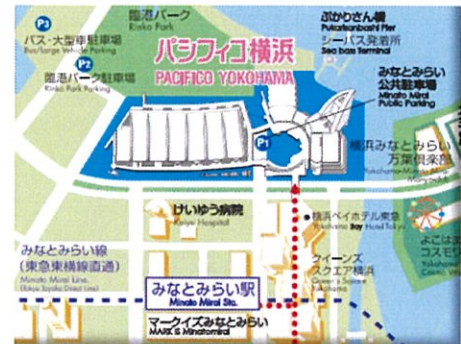 P3
バス・大型車駐車場
Bus/Large Vehicle Parking
P2
臨港パーク駐車場
Rinko Park Parking
臨港パーク
Rinko Park
パシフィコ横浜
PACIFICO YOKOHAMA
ぷかりさん橋
Pukarisanbashi Pier
シーバス発着所
Sea bass Terminal
みなとみらい
公共駐車場
Minato Mirai
Public Parking
P1
横浜みなとみらい
万葉倶楽部
けいゆう病院
Keiyu Hospital
横浜ベイホテル東急
Yokohama Bay Hotel Tokyu
よこはま
コスモ
みなとみらい線
(東急東横線直通)
Minato Mirai Line
みなとみらい駅
Minato Mirai Sta.
クイーンズ
スクエア横浜
Queen's Square
Yokohama
マークイズみなとみらい
MARK IS Minatomirai